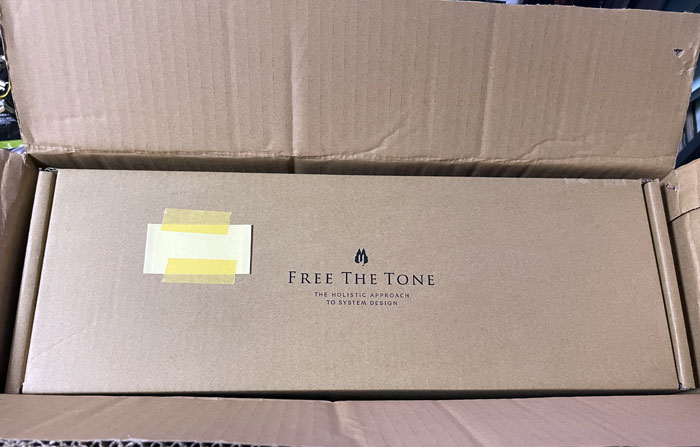 FREE THE TONE
THE HOLISTIC APPROACH
TO SYSTEM DESIGN